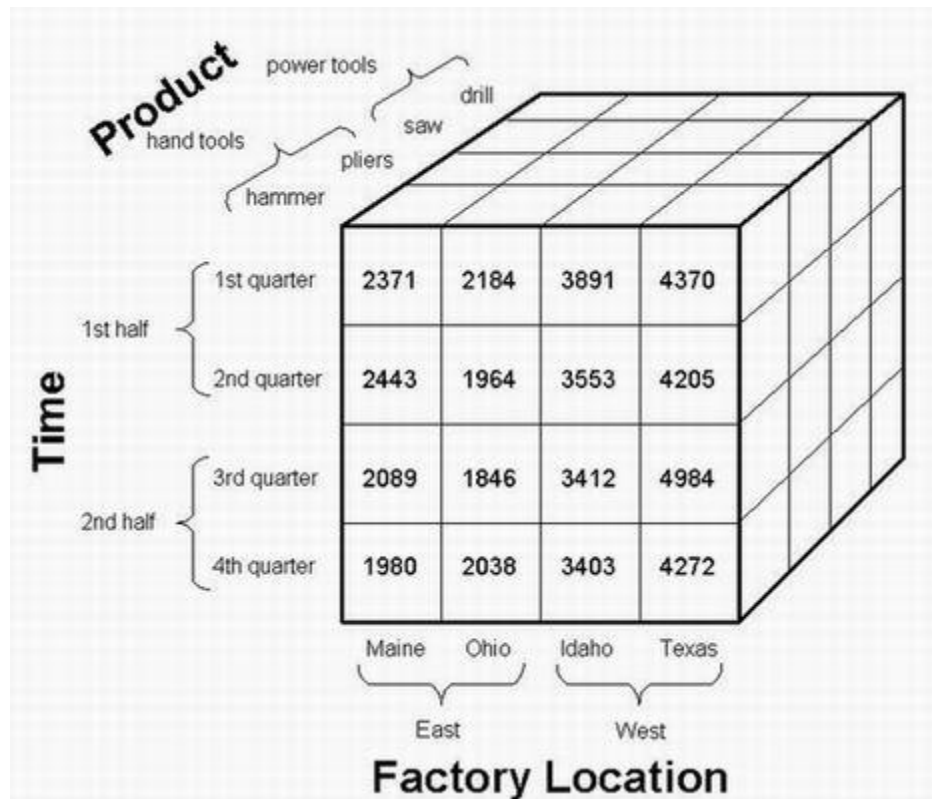 Product
power tools
drill
saw
hand tools
pliers
hammer
1st quarter 2371 2184 3891 4370
1st half
2nd quarter 2443 1964 3553 4205
Time
3rd quarter 2089 1846 3412 4984
2nd half
4th quarter 1980 2038 3403 4272
Maine Ohio Idaho Texas
East West
Factory Location